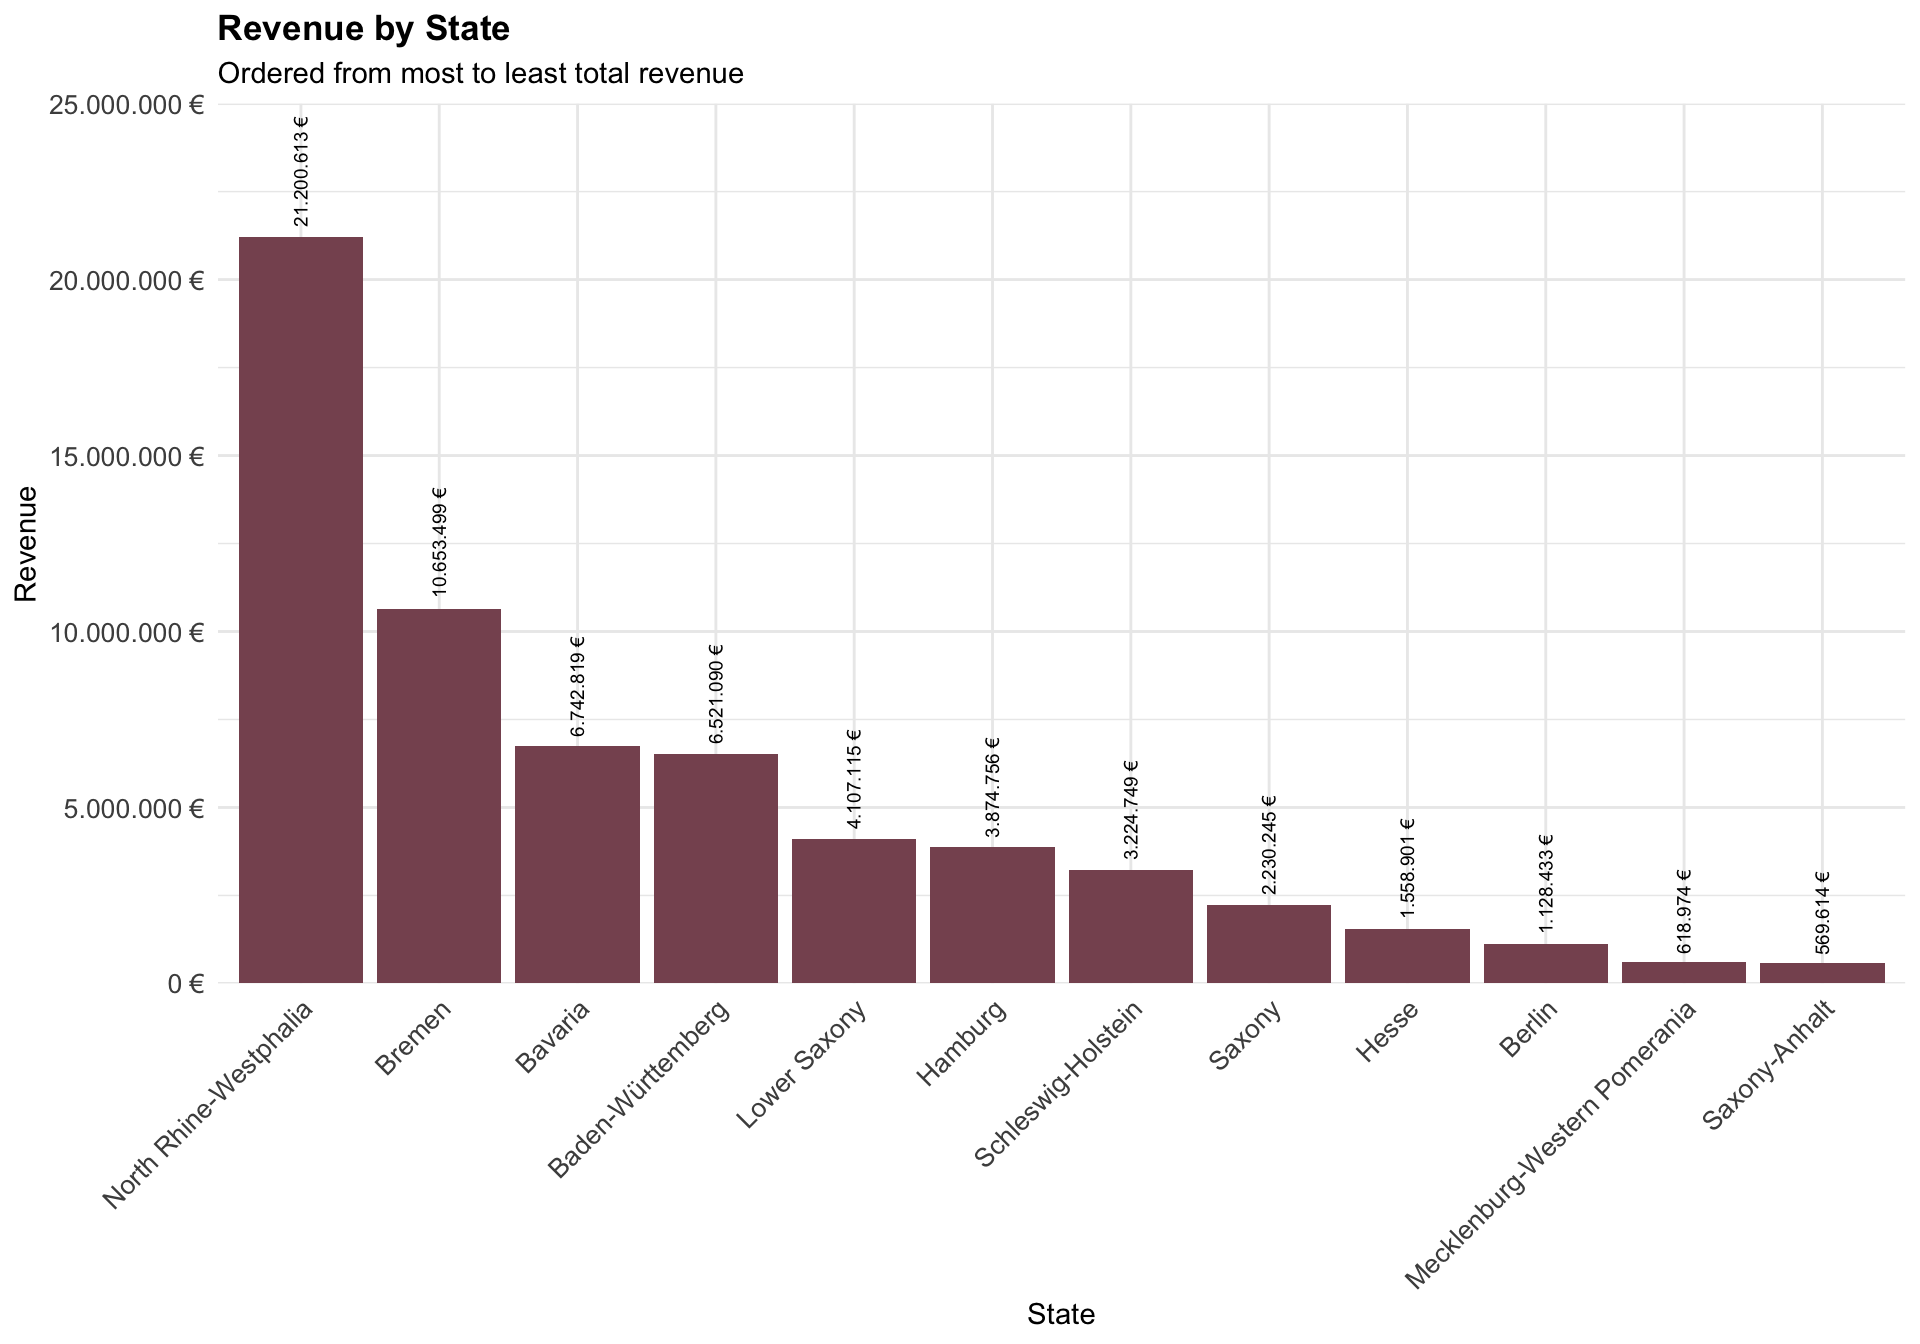 Revenue by State
Ordered from most to least total revenue
25.000.000 €
20.000.000 €
15.000.000 €
10.000.000 €
5.000.000 €
0 €
Revenue
21.200.613 €
10.653.499 €
6.742.819 €
6.521.090 €
4.107.115 €
3.874.756 €
3.224.749 €
2.230.245 €
1.558.901 €
1.128.433 €
618.974 €
569.614 €
North Rhine-Westphalia
Bremen
Bavaria
Baden-Württemberg
Lower Saxony
Hamburg
Schleswig-Holstein
Saxony
Hesse
Berlin
Mecklenburg-Western Pomerania
Saxony-Anhalt
State